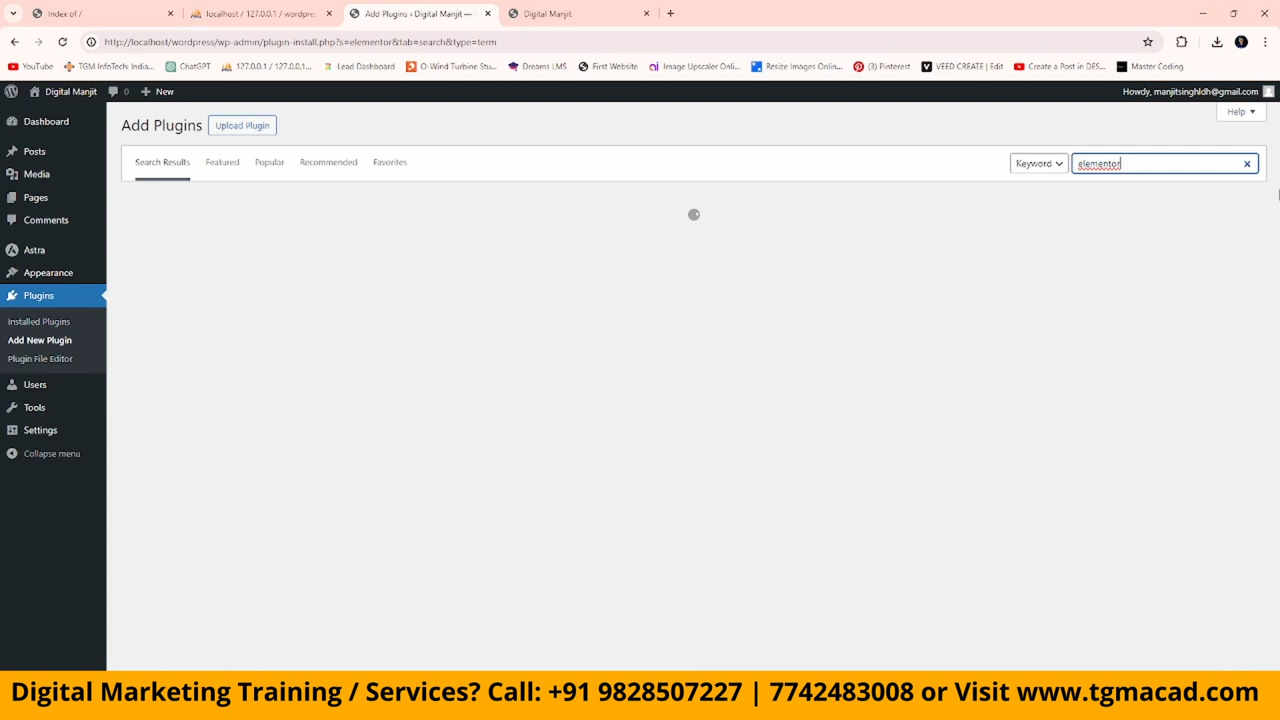 Index of /
localhost / 127.0.0.1 / wordpre:
Add Plugins ‹ Digital Manjit —
Digital Manjit
http://localhost/wordpress/wp-admin/plugin-install.php?s=elementor&tab=search&type=term
YouTube
TGM InfoTech: India...
ChatGPT
127.0.0.1 / 127.0.0.1...
Lead Dashboard
O-Wind Turbine Stu...
Dreams LMS
First Website
Image Upscaler Onli...
Resize Images Onlin...
(3) Pinterest
VEED CREATE | Edit
Create a Post in DES...
Master Coding
Digital Manjit
0
New
Howdy, manjitsinghldh@gmail.com
Dashboard
Posts
Media
Pages
Comments
Astra
Appearance
Plugins
Installed Plugins
Add New Plugin
Plugin File Editor
Users
Tools
Settings
Collapse menu
Help
Add Plugins
Upload Plugin
Search Results
Featured
Popular
Recommended
Favorites
Keyword
elementor
Digital Marketing Training / Services? Call: +91 9828507227 | 7742483008 or Visit www.tgmacad.com